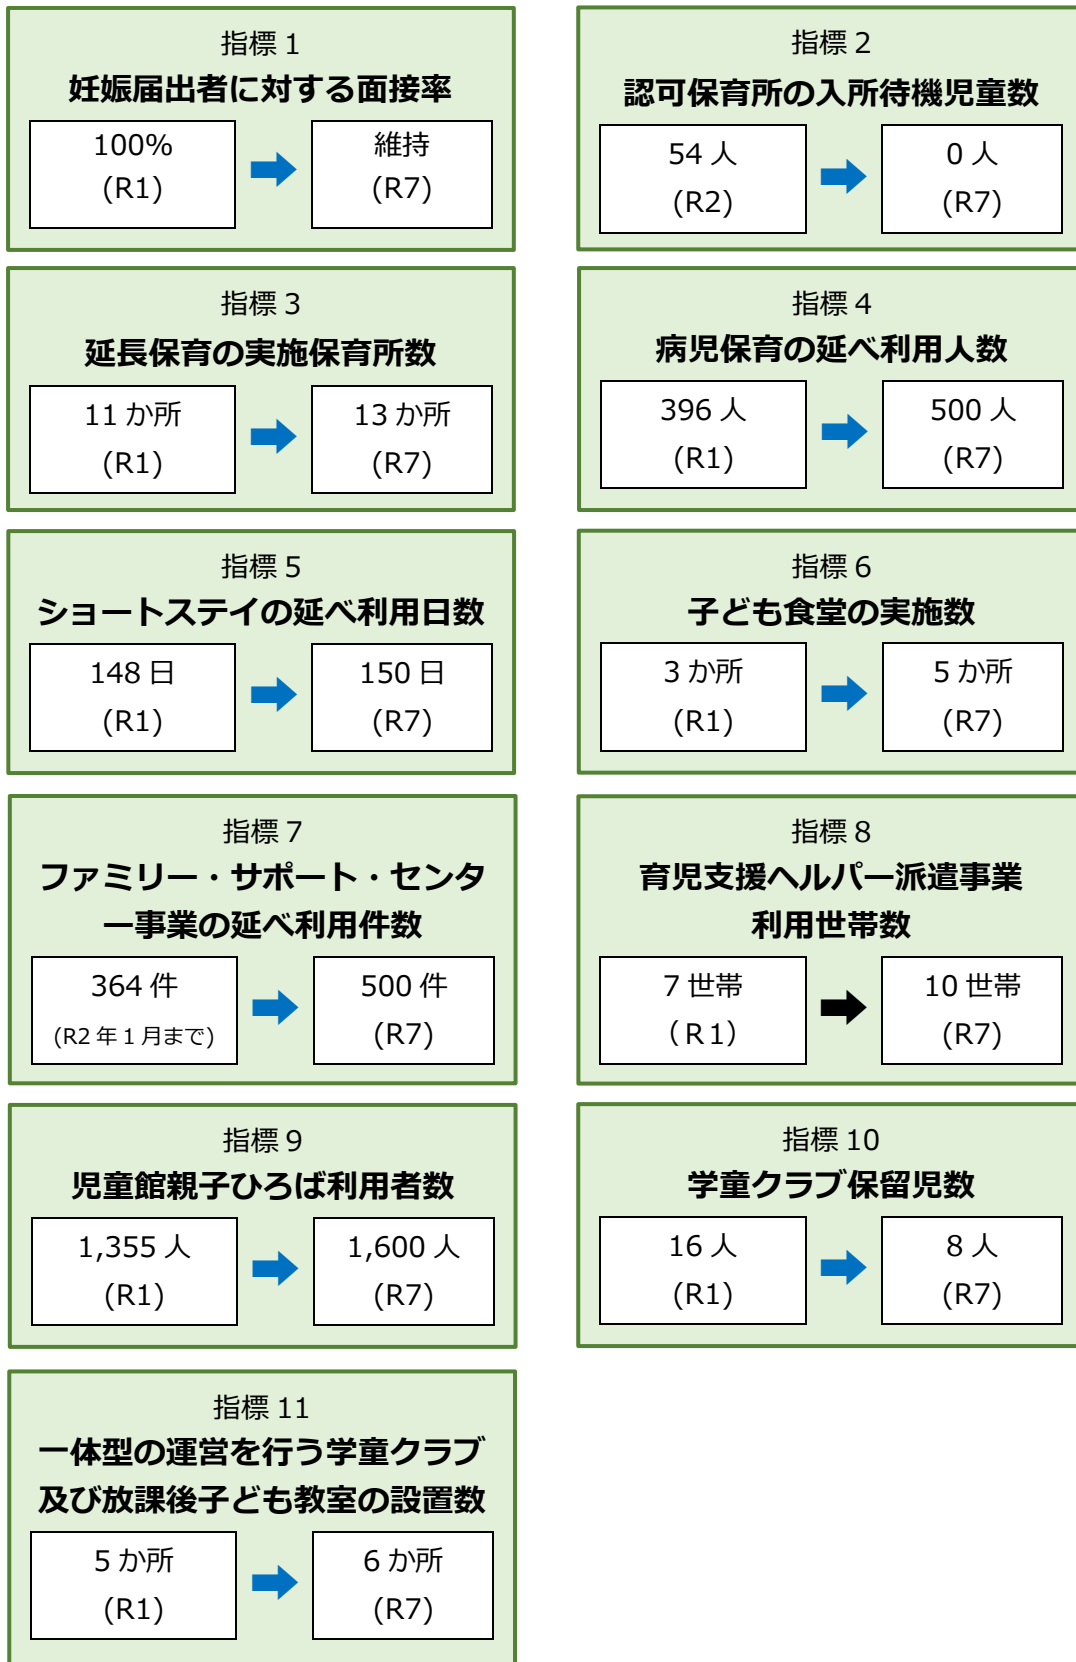 指標 1
妊娠届出者に対する面接率
100%
(R1)
維持
(R7)
指標 2
認可保育所の入所待機児童数
54 人
(R2)
0 人
(R7)
指標 3
延長保育の実施保育所数
11 か所
(R1)
13 か所
(R7)
指標 4
病児保育の延べ利用人数
396 人
(R1)
500 人
(R7)
指標 5
ショートステイの延べ利用日数
148 日
(R1)
150 日
(R7)
指標 6
子ども食堂の実施数
3 か所
(R1)
5 か所
(R7)
指標 7
ファミリー・サポート・センタ
ー事業の延べ利用件数
364 件
(R2 年 1 月まで)
500 件
(R7)
指標 8
育児支援ヘルパー派遣事業
利用世帯数
7 世帯
（Ｒ1）
10 世帯
(R7)
指標 9
児童館親子ひろば利用者数
1,355 人
(R1)
1,600 人
(R7)
指標 10
学童クラブ保留児数
16 人
(R1)
8 人
(R7)
指標 11
一体型の運営を行う学童クラブ
及び放課後子ども教室の設置数
5 か所
(R1)
6 か所
(R7)